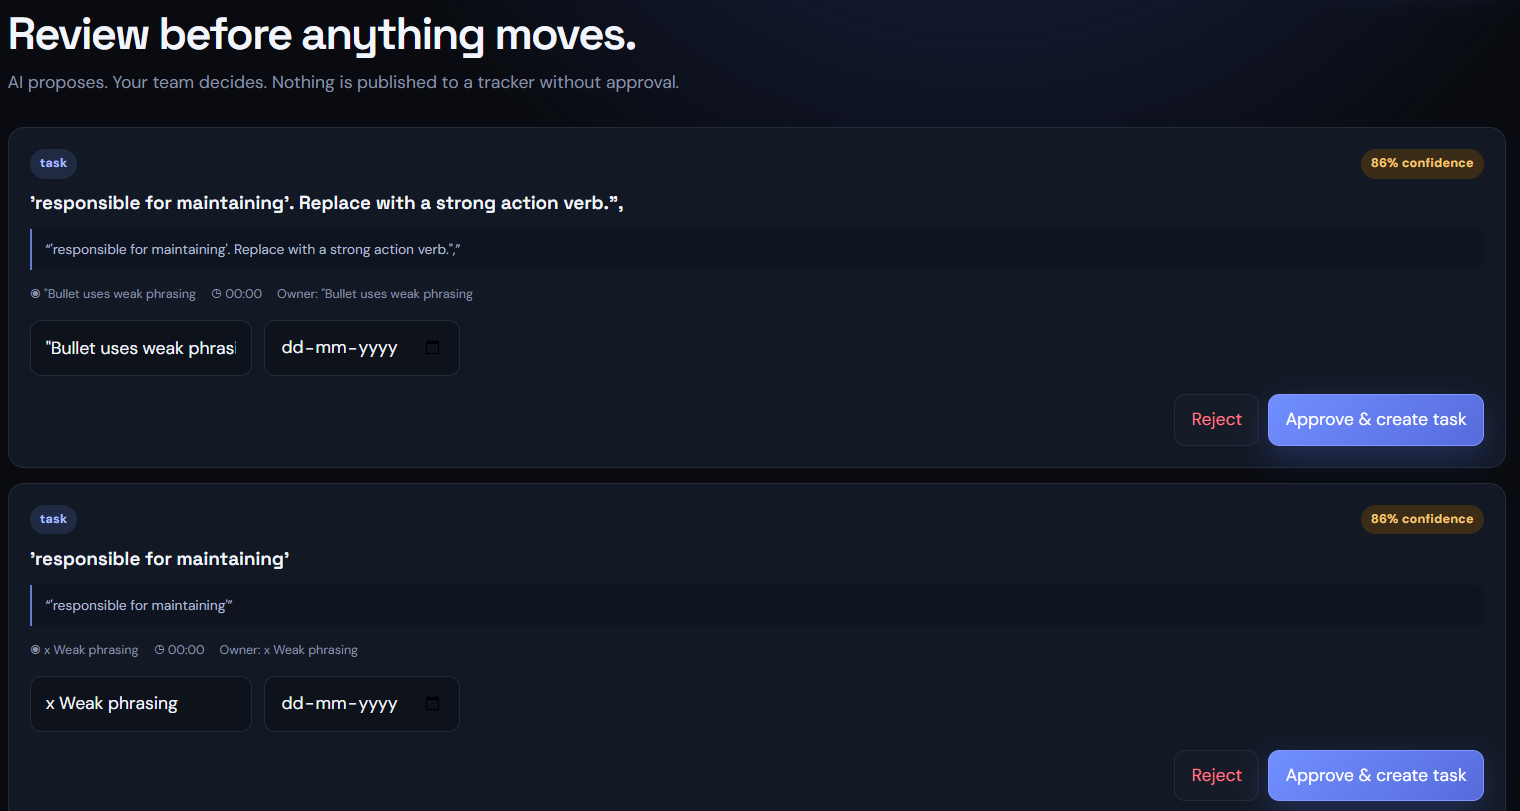 Review before anything moves.
AI proposes. Your team decides. Nothing is published to a tracker without approval.
task
86% confidence
'responsible for maintaining'. Replace with a strong action verb.",
"'responsible for maintaining'. Replace with a strong action verb.","
"Bullet uses weak phrasing 00:00 Owner: "Bullet uses weak phrasing
"Bullet uses weak phrasi
dd-mm-yyyy
Reject
Approve & create task
task
86% confidence
'responsible for maintaining'
"'responsible for maintaining'"
x Weak phrasing 00:00 Owner: x Weak phrasing
x Weak phrasing
dd-mm-yyyy
Reject
Approve & create task